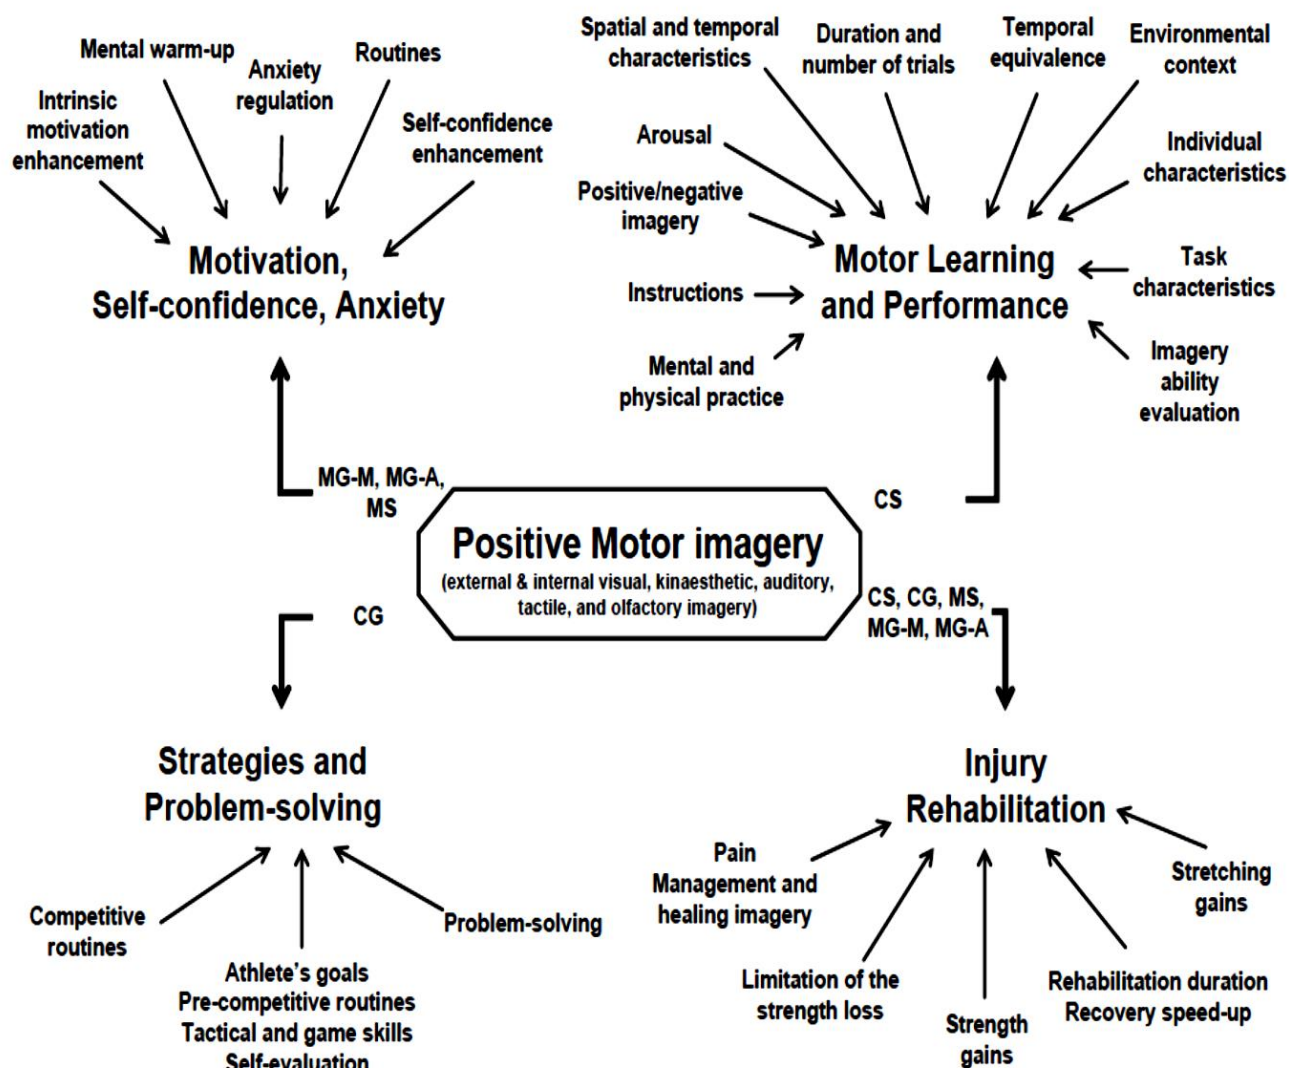 Mental warm-up
Anxiety
regulation
Routines
Intrinsic
motivation
enhancement
Self-confidence
enhancement
Motivation,
Self-confidence, Anxiety
Spatial and temporal
characteristics
Duration and
number of trials
Temporal
equivalence
Environmental
context
Arousal
Individual
characteristics
Positive/negative
imagery
Motor Learning
and Performance
Task
characteristics
Instructions
Mental and
physical practice
Imagery
ability
evaluation
MG-M, MG-A,
MS
CS
Positive Motor imagery
(external & internal visual, kinaesthetic, auditory,
tactile, and olfactory imagery)
CG
CS, CG, MS,
MG-M, MG-A
Strategies and
Problem-solving
Competitive
routines
Athlete's goals
Pre-competitive routines
Tactical and game skills
Self-evaluation
Problem-solving
Injury
Rehabilitation
Pain
Management and
healing imagery
Limitation of the
strength loss
Strength
gains
Rehabilitation duration
Recovery speed-up
Stretching
gains